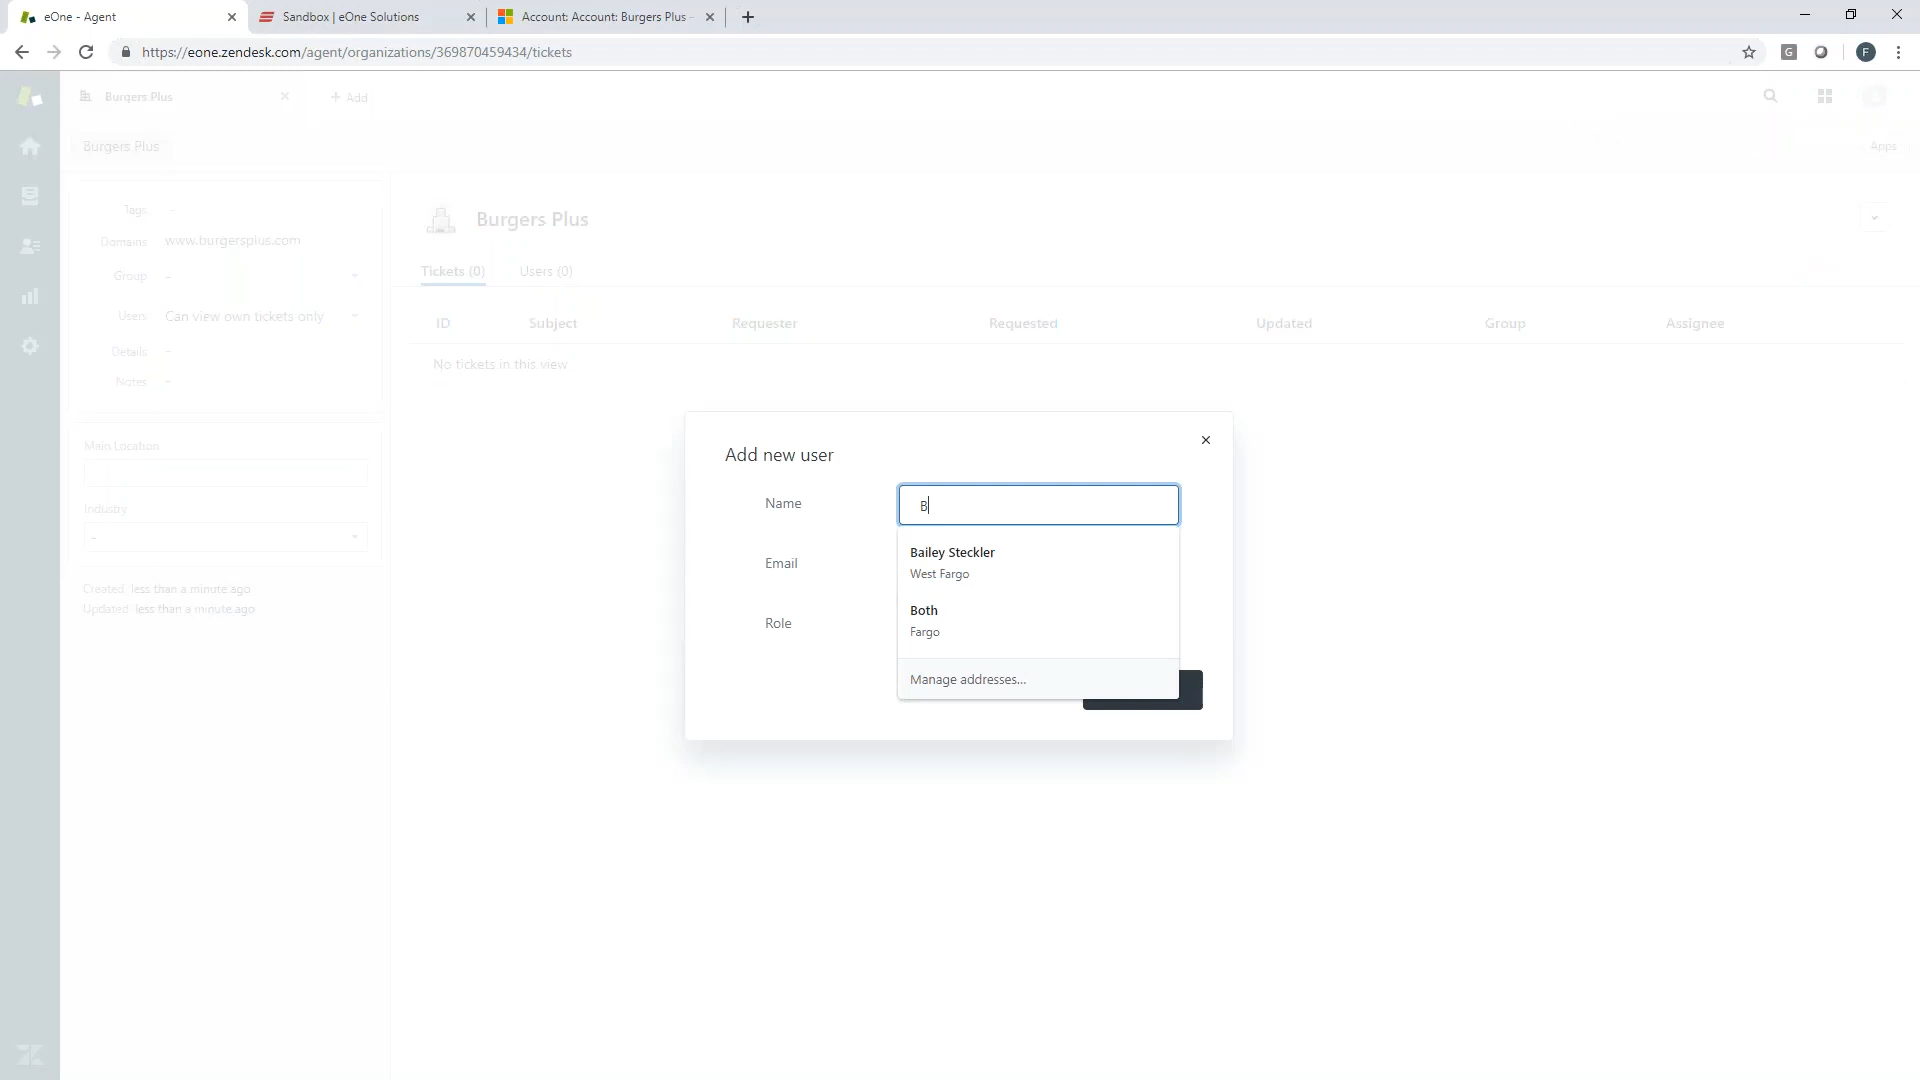 eOne - Agent
Sandbox | eOne Solutions
Account: Account: Burgers Plus -
https://eone.zendesk.com/agent/organizations/369870459434/tickets
G
F
Burgers Plus
+ Add
Burgers Plus
Apps
Tags -
Burgers Plus
Domains www.burgersplus.com
Group -
Tickets (0) Users (0)
Users Can view own tickets only
ID Subject Requester Requested Updated Group Assignee
Details -
No tickets in this view
Notes -
Main Location
Industry
-
Created less than a minute ago
Updated less than a minute ago
Add new user
Name
B
Bailey Steckler
West Fargo
Email
Both
Fargo
Role
Manage addresses...